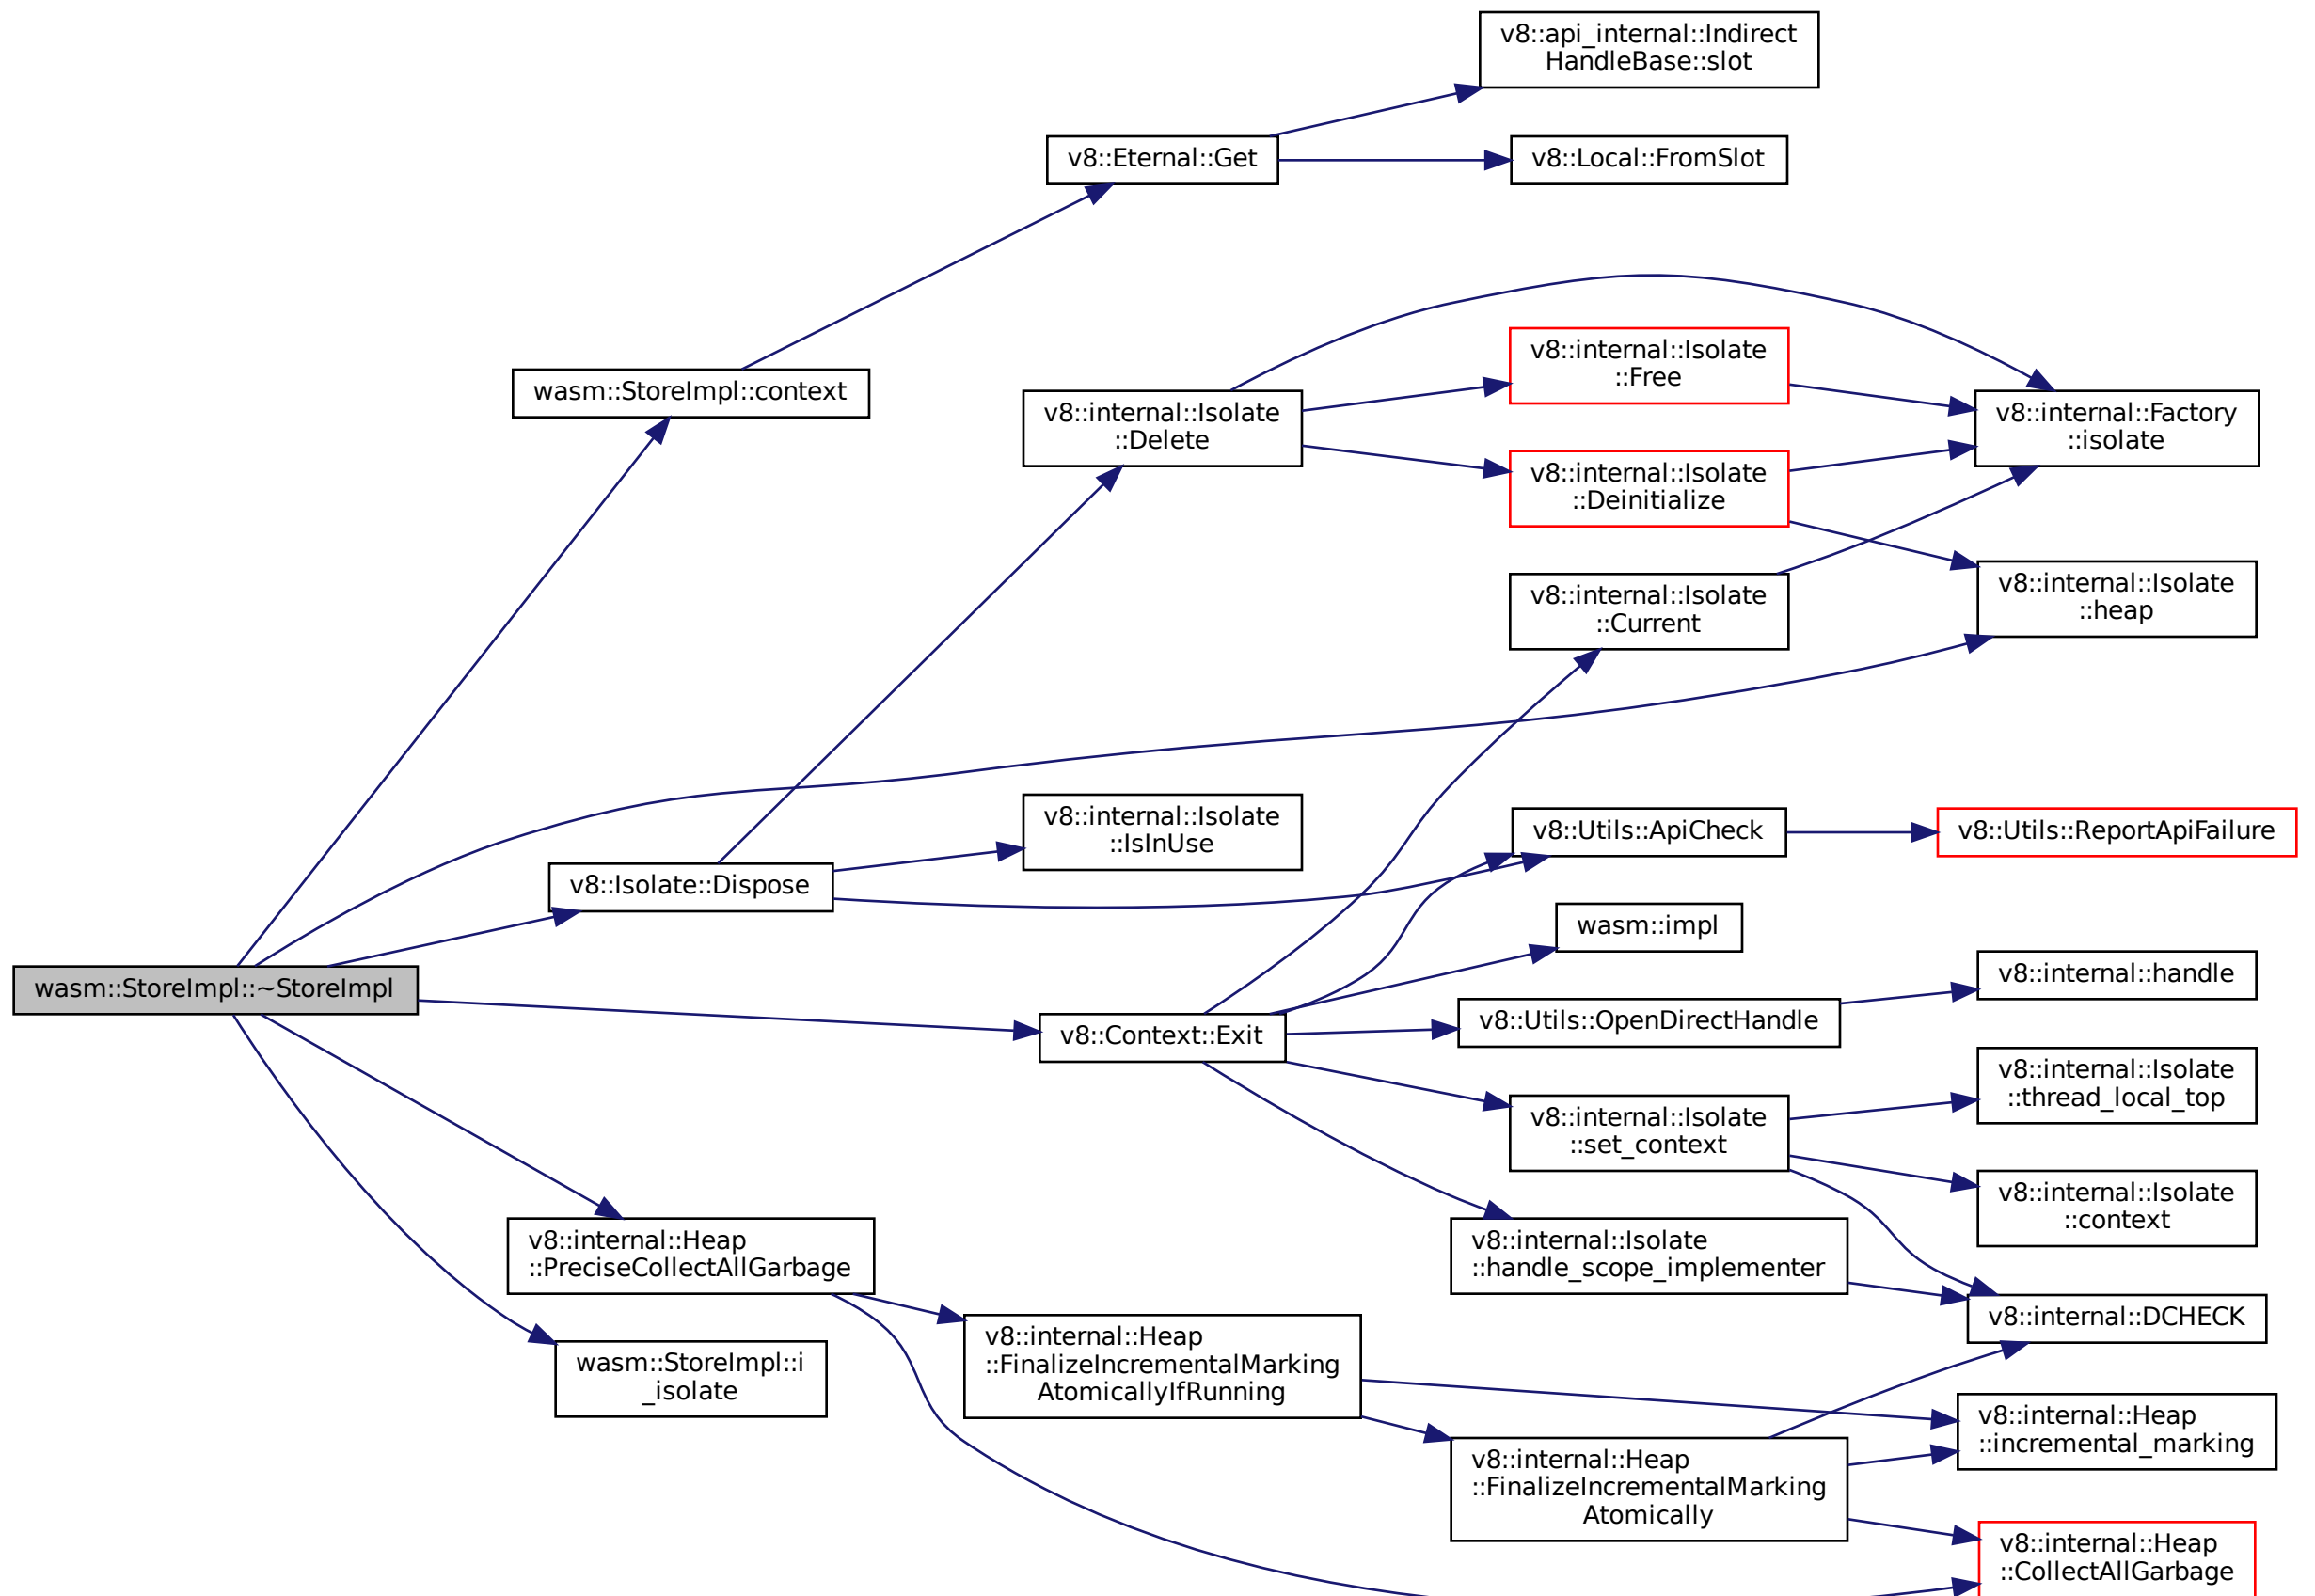 v8::api_internal::Indirect
HandleBase::slot
v8::Eternal::Get
v8::Local::FromSlot
v8::internal::Isolate
::Free
wasm::StoreImpl::context
v8::internal::Isolate
::Delete
v8::internal::Factory
::isolate
v8::internal::Isolate
::Deinitialize
v8::internal::Isolate
::Current
v8::internal::Isolate
::heap
v8::internal::Isolate
::IsInUse
v8::Utils::ApiCheck
v8::Utils::ReportApiFailure
v8::Isolate::Dispose
wasm::impl
wasm::StoreImpl::~StoreImpl
v8::internal::handle
v8::Utils::OpenDirectHandle
v8::Context::Exit
v8::internal::Isolate
::thread_local_top
v8::internal::Isolate
::set_context
v8::internal::Isolate
::context
v8::internal::Heap
::PreciseCollectAllGarbage
v8::internal::Isolate
::handle_scope_implementer
v8::internal::DCHECK
wasm::StoreImpl::i
_isolate
v8::internal::Heap
::FinalizeIncrementalMarking
AtomicallyIfRunning
v8::internal::Heap
::incremental_marking
v8::internal::Heap
::FinalizeIncrementalMarking
Atomically
v8::internal::Heap
::CollectAllGarbage